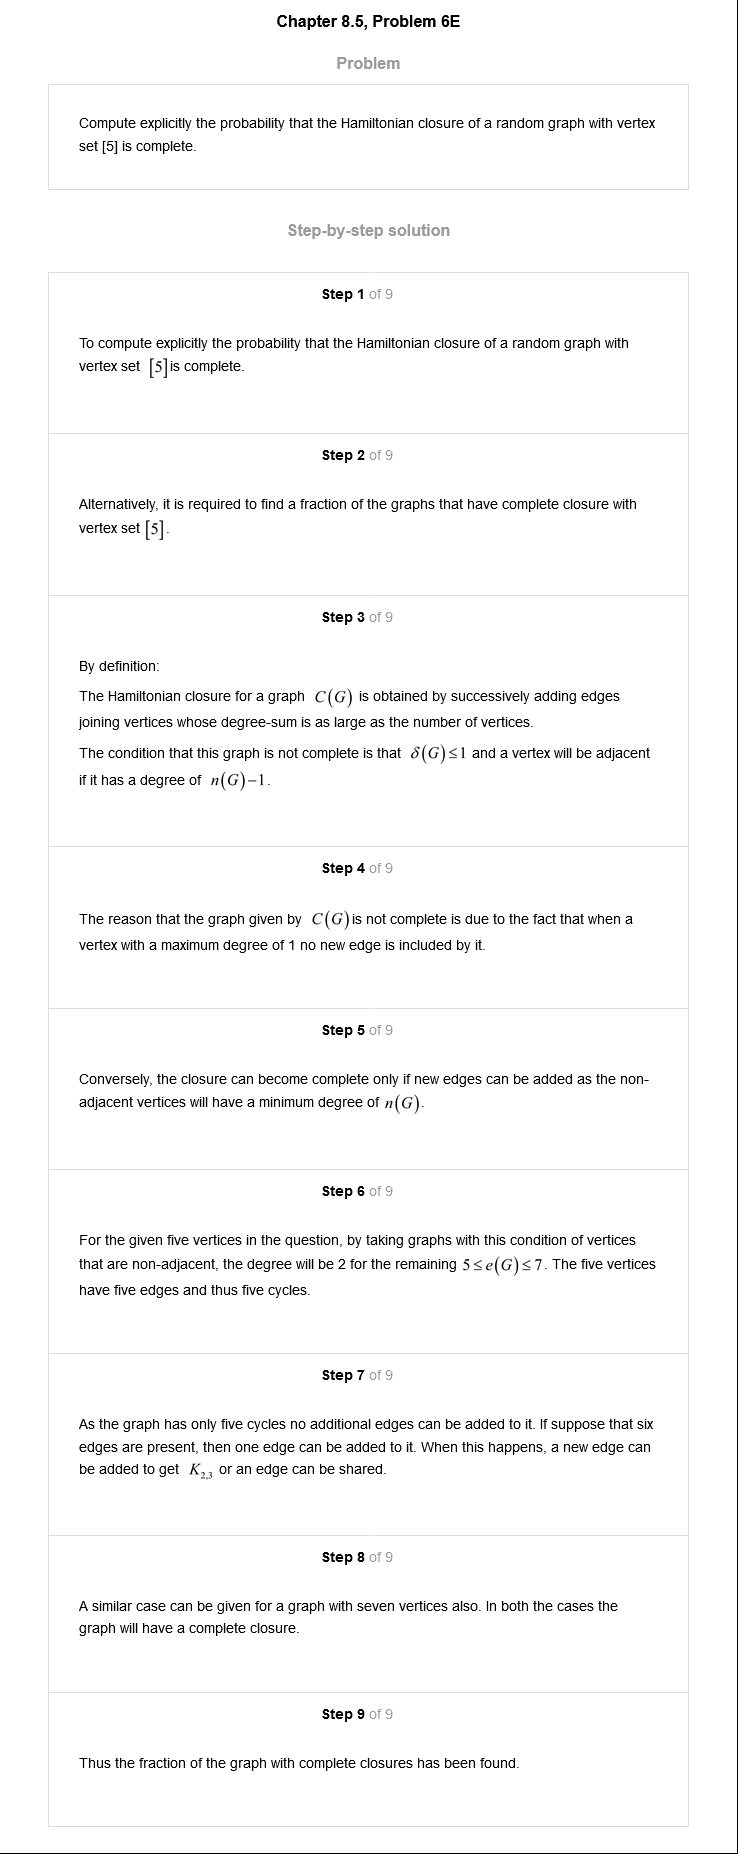 Chapter 8.5, Problem 6E
Problem
Compute explicitly the probability that the Hamiltonian closure of a random graph with vertex
set [5] is complete.
Step-by-step solution
Step 1 of 9
To compute explicitly the probability that the Hamiltonian closure of a random graph with
vertex set [5] is complete.
Step 2 of 9
Alternatively, it is required to find a fraction of the graphs that have complete closure with
vertex set [5].
Step 3 of 9
By definition:
The Hamiltonian closure for a graph C(G) is obtained by successively adding edges
joining vertices whose degree-sum is as large as the number of vertices.
The condition that this graph is not complete is that δ(G)≤1 and a vertex will be adjacent
if it has a degree of n(G)−1.
Step 4 of 9
The reason that the graph given by C(G) is not complete is due to the fact that when a
vertex with a maximum degree of 1 no new edge is included by it.
Step 5 of 9
Conversely, the closure can become complete only if new edges can be added as the non-
adjacent vertices will have a minimum degree of n(G).
Step 6 of 9
For the given five vertices in the question, by taking graphs with this condition of vertices
that are non-adjacent, the degree will be 2 for the remaining 5≤e(G)≤7. The five vertices
have five edges and thus five cycles.
Step 7 of 9
As the graph has only five cycles no additional edges can be added to it. If suppose that six
edges are present, then one edge can be added to it. When this happens, a new edge can
be added to get K₂,₃ or an edge can be shared.
Step 8 of 9
A similar case can be given for a graph with seven vertices also. In both the cases the
graph will have a complete closure.
Step 9 of 9
Thus the fraction of the graph with complete closures has been found.